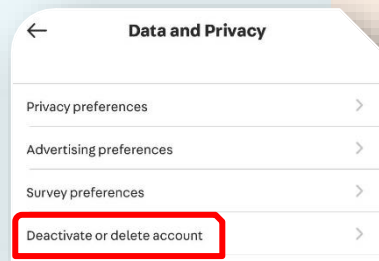 Data and Privacy
Privacy preferences
Advertising preferences
Survey preferences
Deactivate or delete account